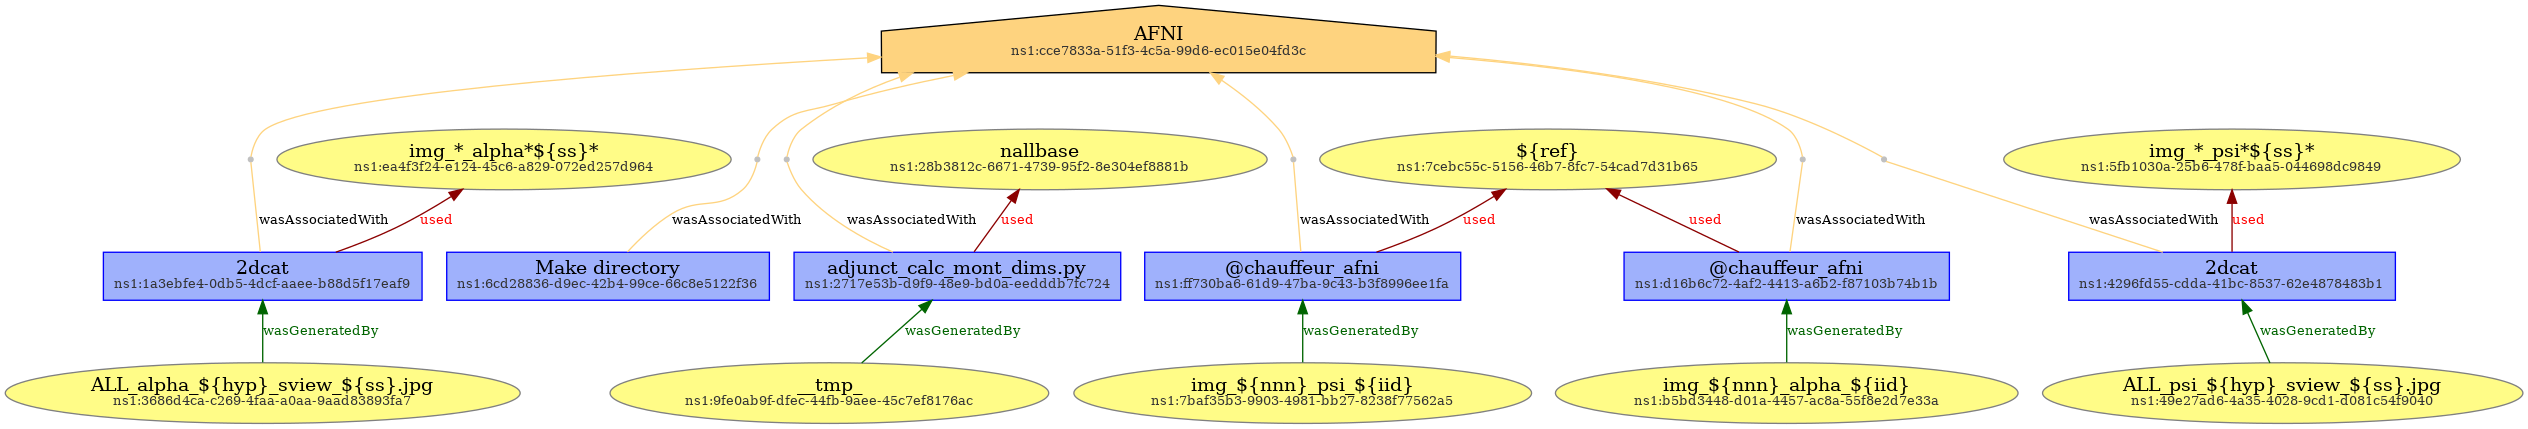 AFNI
ns1:cce7833a-51f3-4c5a-99d6-ec015e04fd3c
img_*_alpha*${ss}*
ns1:ea4f3f24-e124-45c6-a829-072ed257d964
nallbase
ns1:28b3812c-6671-4739-95f2-8e304ef8881b
${ref}
ns1:7cebc55c-5156-46b7-8fc7-54cad7d31b65
img_*_psi*${ss}*
ns1:5fb1030a-25b6-478f-baa5-044698dc9849
wasAssociatedWith
used
wasAssociatedWith
wasAssociatedWith
used
wasAssociatedWith
used
used
wasAssociatedWith
wasAssociatedWith
used
2dcat
ns1:1a3ebfe4-0db5-4dcf-aaee-b88d5f17eaf9
Make directory
ns1:6cd28836-d9ec-42b4-99ce-66c8e5122f36
adjunct_calc_mont_dims.py
ns1:2717e53b-d9f9-48e9-bd0a-eedddb7fc724
@chauffeur_afni
ns1:ff730ba6-61d9-47ba-9c43-b3f8996ee1fa
@chauffeur_afni
ns1:d16b6c72-4af2-4413-a6b2-f87103b74b1b
2dcat
ns1:4296fd55-cdda-41bc-8537-62e4878483b1
wasGeneratedBy
wasGeneratedBy
wasGeneratedBy
wasGeneratedBy
wasGeneratedBy
ALL_alpha_${hyp}_sview_${ss}.jpg
ns1:3686d4ca-c269-4faa-a0aa-9aad83893fa7
__tmp_
ns1:9fe0ab9f-dfec-44fb-9aee-45c7ef8176ac
img_${nnn}_psi_${iid}
ns1:7baf35b3-9903-4981-bb27-8238f77562a5
img_${nnn}_alpha_${iid}
ns1:b5bd3448-d01a-4457-ac8a-55f8e2d7e33a
ALL_psi_${hyp}_sview_${ss}.jpg
ns1:49e27ad6-4a35-4028-9cd1-d081c54f9040